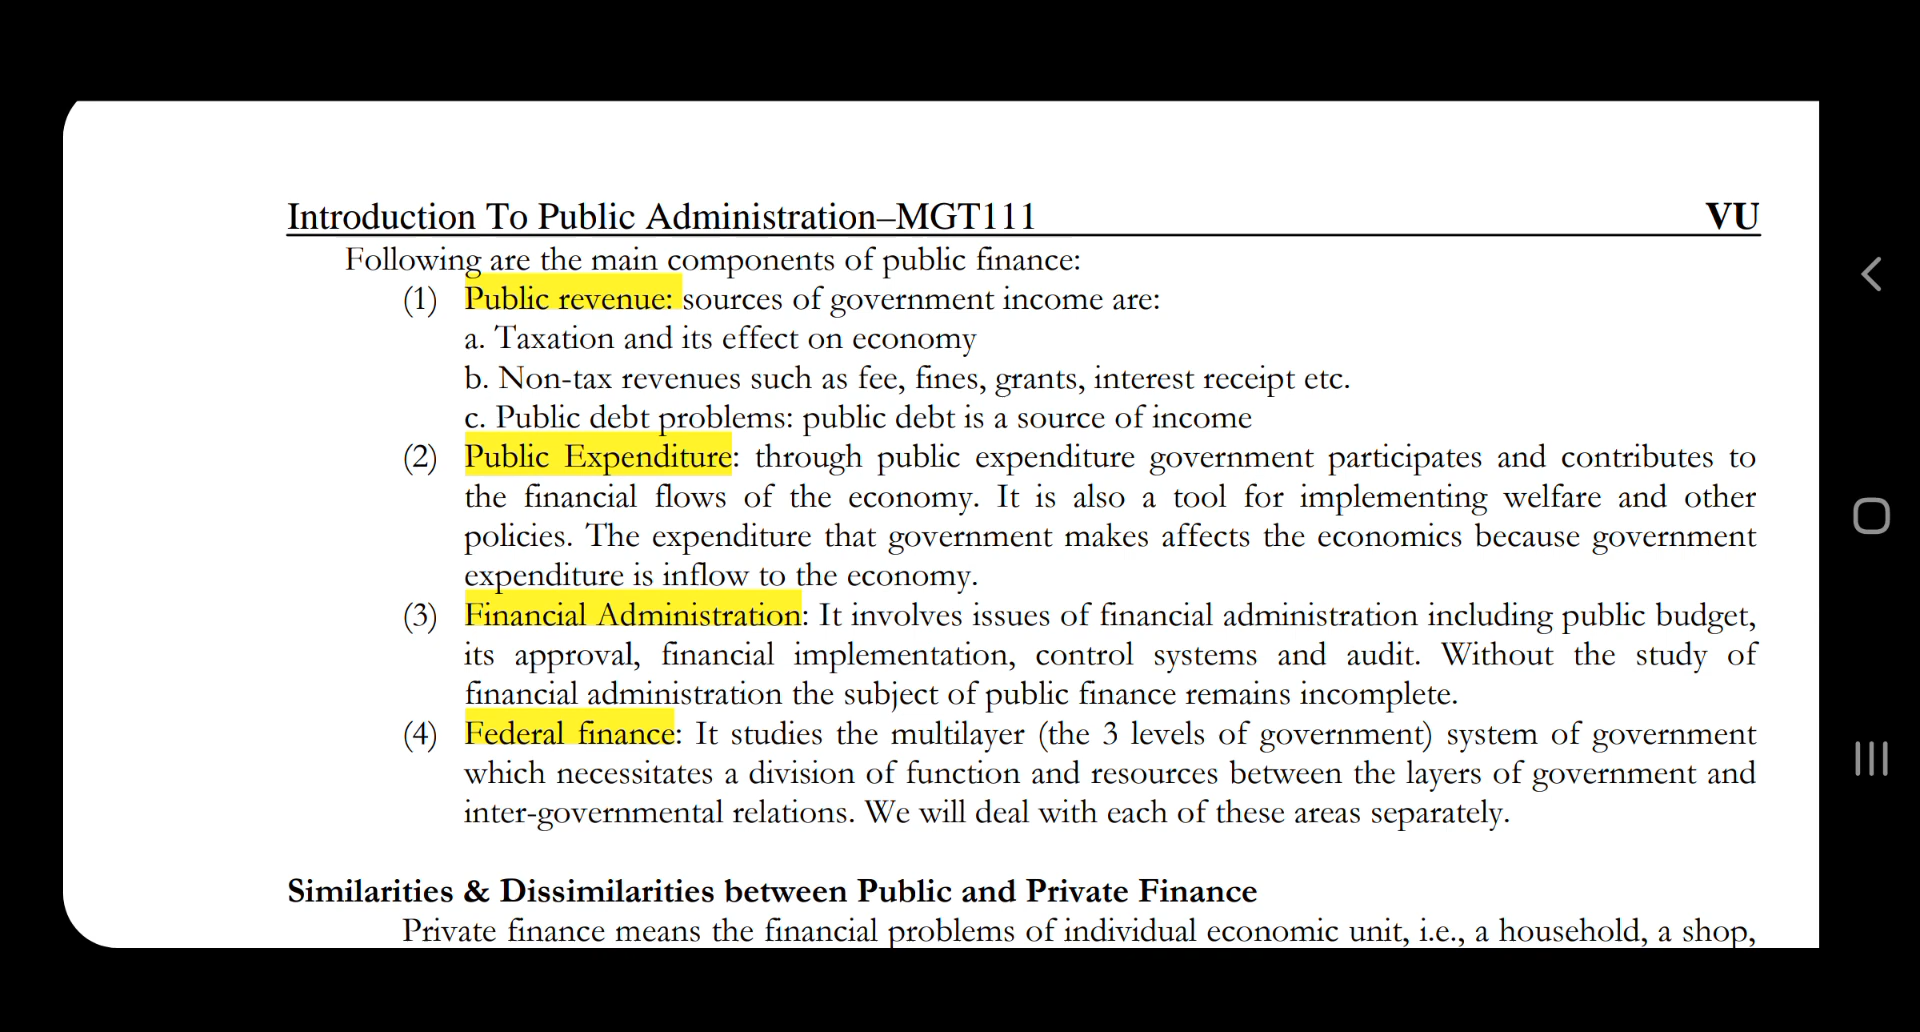 Introduction To Public Administration–MGT111 VU
Following are the main components of public finance:
(1) Public revenue: sources of government income are:
a. Taxation and its effect on economy
b. Non-tax revenues such as fee, fines, grants, interest receipt etc.
c. Public debt problems: public debt is a source of income
(2) Public Expenditure: through public expenditure government participates and contributes to
the financial flows of the economy. It is also a tool for implementing welfare and other
policies. The expenditure that government makes affects the economics because government
expenditure is inflow to the economy.
(3) Financial Administration: It involves issues of financial administration including public budget,
its approval, financial implementation, control systems and audit. Without the study of
financial administration the subject of public finance remains incomplete.
(4) Federal finance: It studies the multilayer (the 3 levels of government) system of government
which necessitates a division of function and resources between the layers of government and
inter-governmental relations. We will deal with each of these areas separately.
Similarities & Dissimilarities between Public and Private Finance
Private finance means the financial problems of individual economic unit, i.e., a household, a shop,